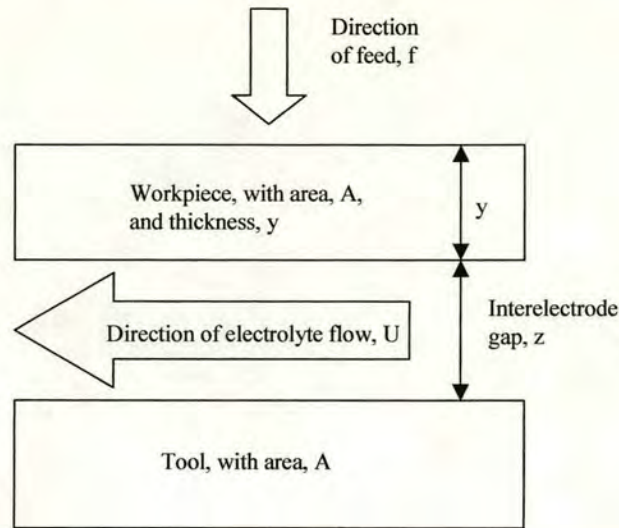 Direction
of feed, f
Workpiece, with area, A,
and thickness, y
y
Direction of electrolyte flow, U
Interelectrode
gap, z
Tool, with area, A